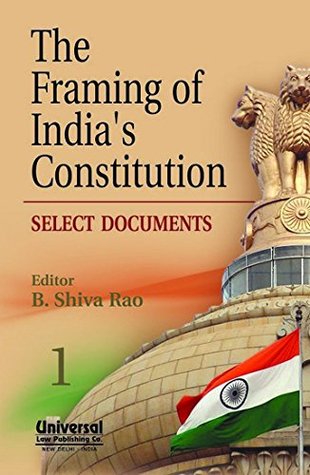 The
Framing of
India's
Constitution
SELECT DOCUMENTS
Editor
B. Shiva Rao
1
Universal
Law Publishing Co.
NEW DELHI - INDIA